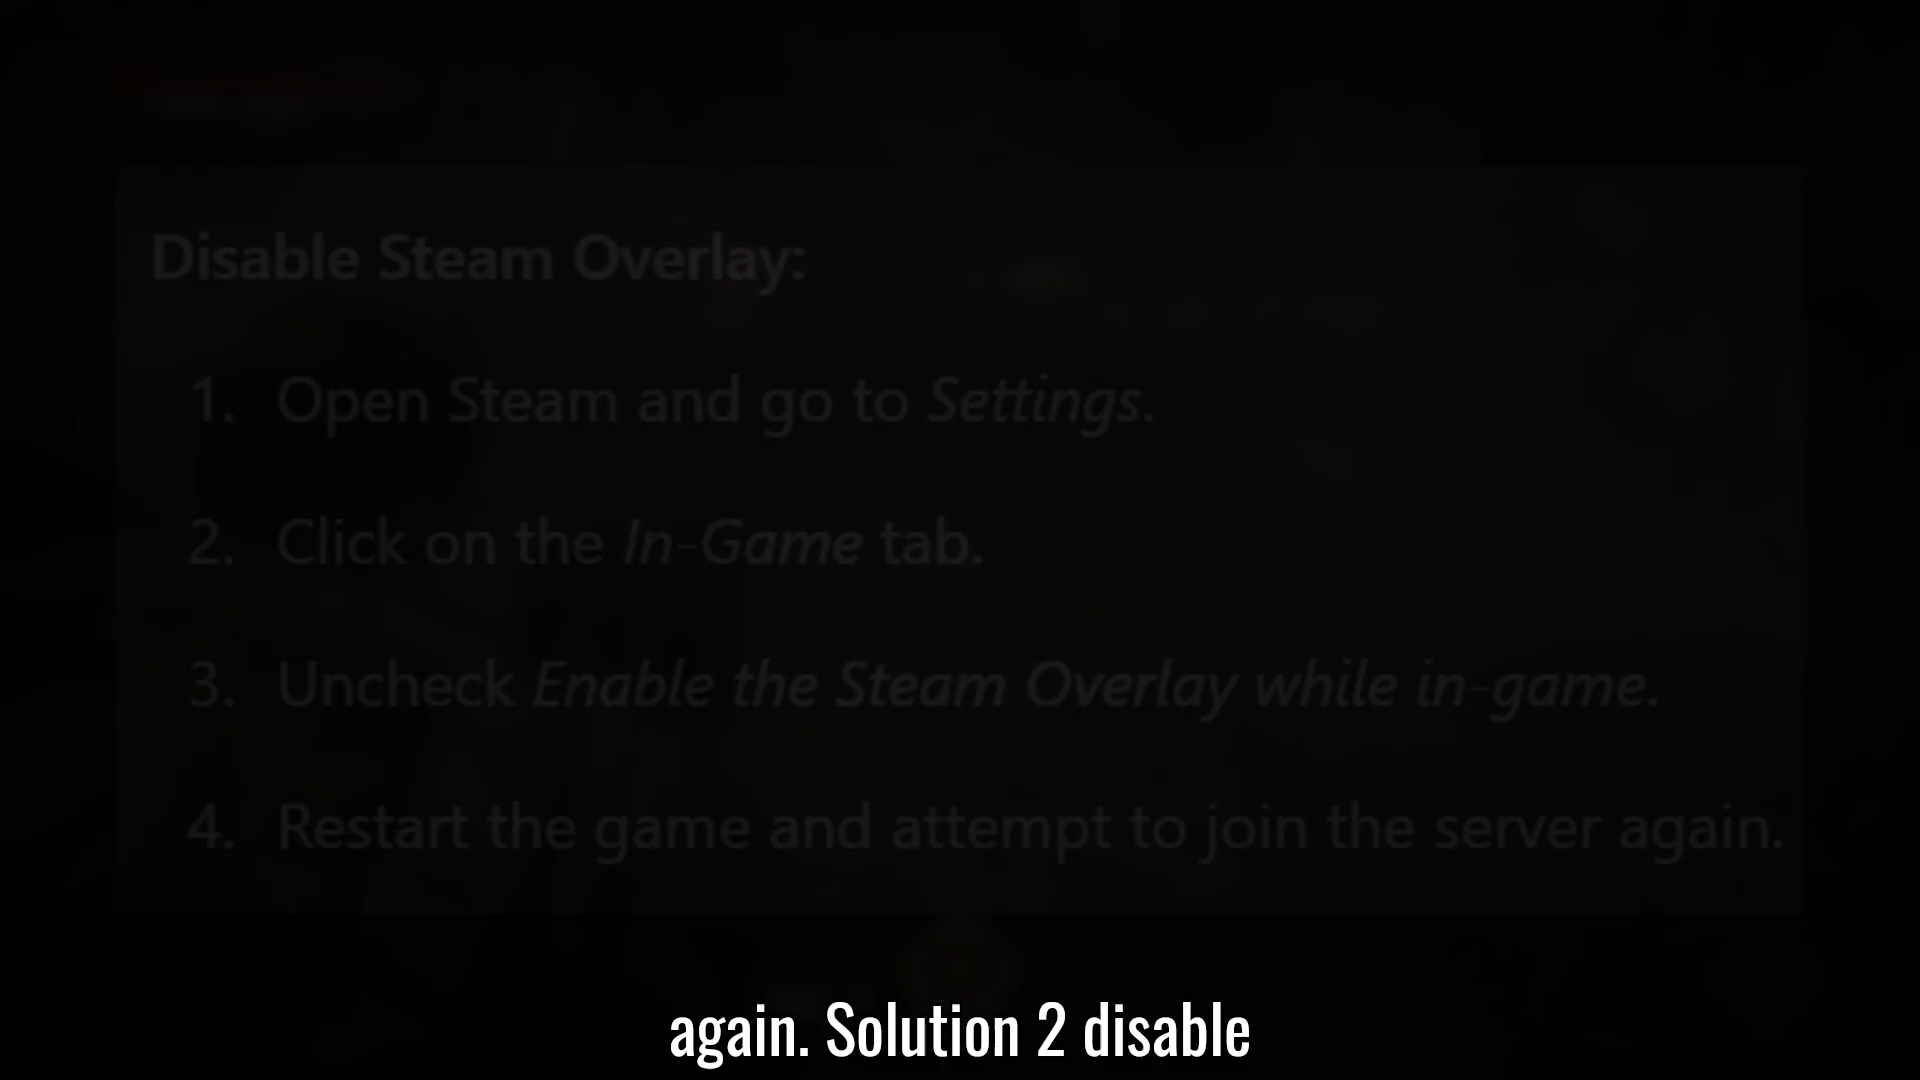 Disable Steam Overlay:
1. Open Steam and go to Settings.
2. Click on the In-Game tab.
3. Uncheck Enable the Steam Overlay while in-game.
4. Restart the game and attempt to join the server again.
again. Solution 2 disable